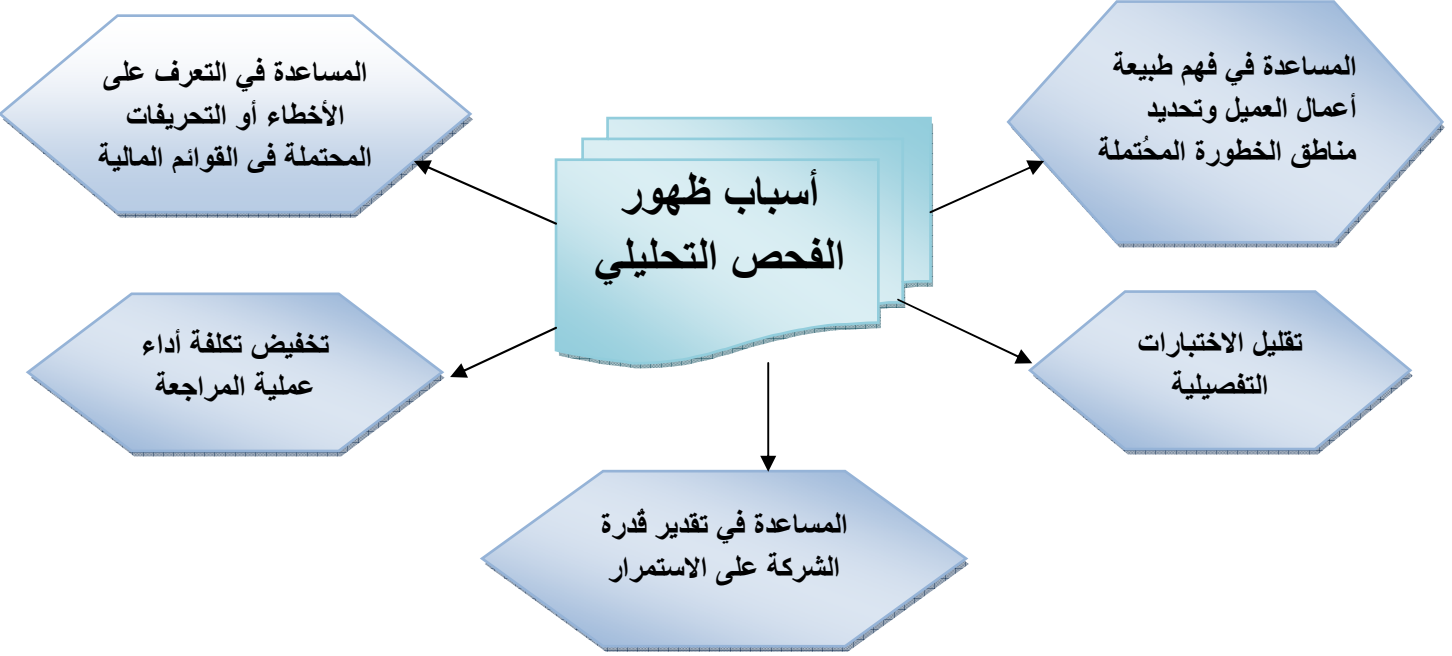 أسباب ظهور
الفحص التحليلي
المساعدة في فهم طبيعة
أعمال العميل وتحديد
مناطق الخطورة المحُتملة
تقليل الاختبارات
التفصيلية
المساعدة في تقدير قُدرة
الشركة على الاستمرار
تخفيض تكلفة أداء
عملية المراجعة
المساعدة في التعرف على
الأخطاء أو التحريفات
المحتملة فى القوائم المالية